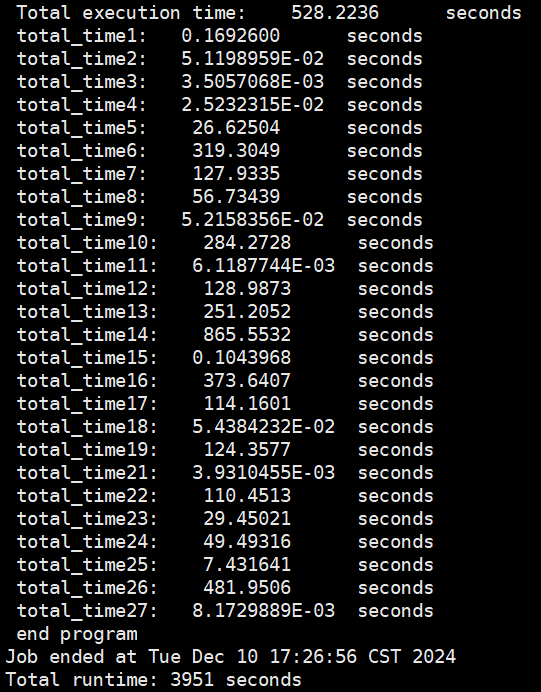 Total execution time:    528.2236      seconds
total_time1:   0.1692600      seconds
total_time2:   5.1198959E-02  seconds
total_time3:   3.5057068E-03  seconds
total_time4:   2.5232315E-02  seconds
total_time5:    26.62504      seconds
total_time6:    319.3049      seconds
total_time7:    127.9335      seconds
total_time8:    56.73439      seconds
total_time9:   5.2158356E-02  seconds
total_time10:    284.2728      seconds
total_time11:   6.1187744E-03  seconds
total_time12:    128.9873      seconds
total_time13:    251.2052      seconds
total_time14:    865.5532      seconds
total_time15:   0.1043968      seconds
total_time16:    373.6407      seconds
total_time17:    114.1601      seconds
total_time18:   5.4384232E-02  seconds
total_time19:    124.3577      seconds
total_time21:   3.9310455E-03  seconds
total_time22:    110.4513      seconds
total_time23:    29.45021      seconds
total_time24:    49.49316      seconds
total_time25:    7.431641      seconds
total_time26:    481.9506      seconds
total_time27:   8.1729889E-03  seconds
end program
Job ended at Tue Dec 10 17:26:56 CST 2024
Total runtime: 3951 seconds